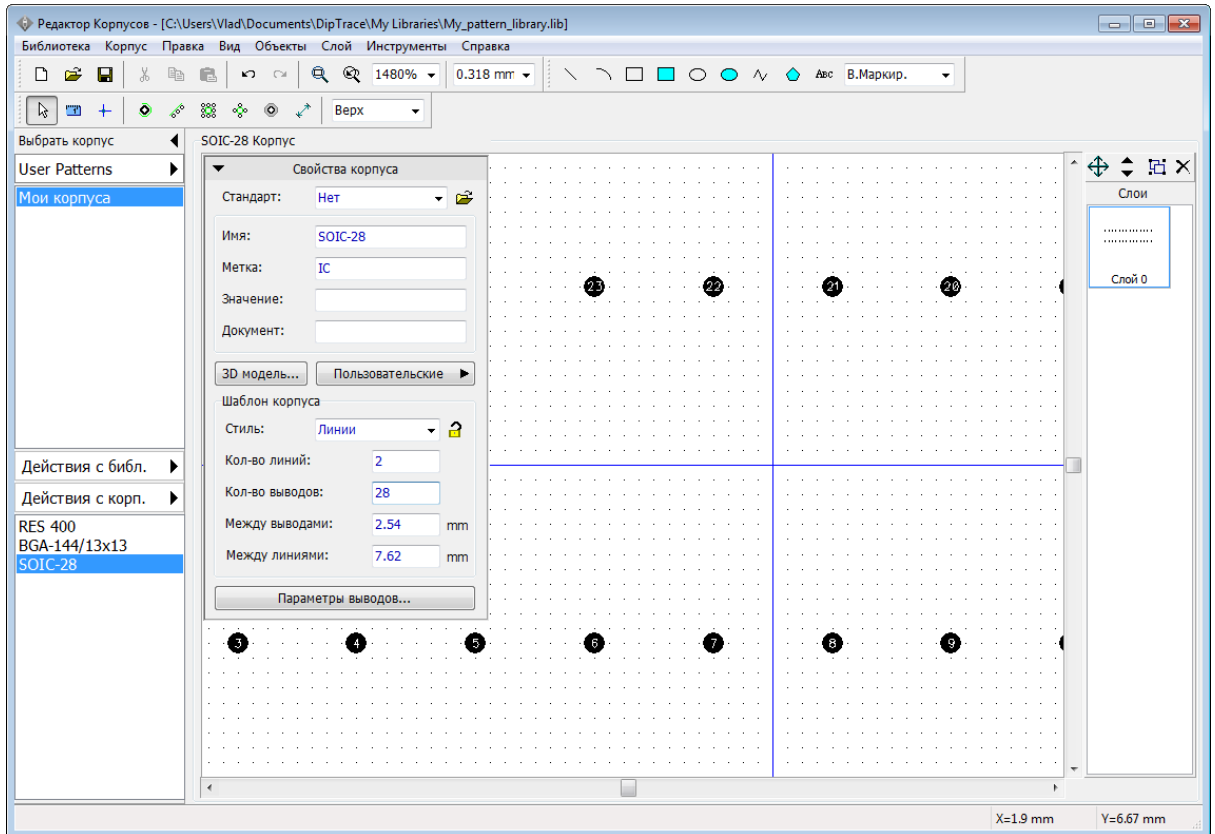 Редактор Корпусов - [C:\Users\Vlad\Documents\DipTrace\My Libraries\My_pattern_library.lib]
Библиотека Корпус Правка Вид Объекты Слой Инструменты Справка
1480% 0.318 mm ABC В.Маркир.
Верх
Выбрать корпус
SOIC-28 Корпус
User Patterns
Мои корпуса
Действия с библ.
Действия с корп.
RES 400
BGA-144/13x13
SOIC-28
Свойства корпуса
Стандарт: Нет
Имя: SOIC-28
Метка: IC
Значение:
Документ:
3D модель... Пользовательские
Шаблон корпуса
Стиль: Линии
Кол-во линий: 2
Кол-во выводов: 28
Между выводами: 2.54 mm
Между линиями: 7.62 mm
Параметры выводов...
23 22 21 20
3 4 5 6 7 8 9
Слои
Слой 0
X=1.9 mm Y=6.67 mm